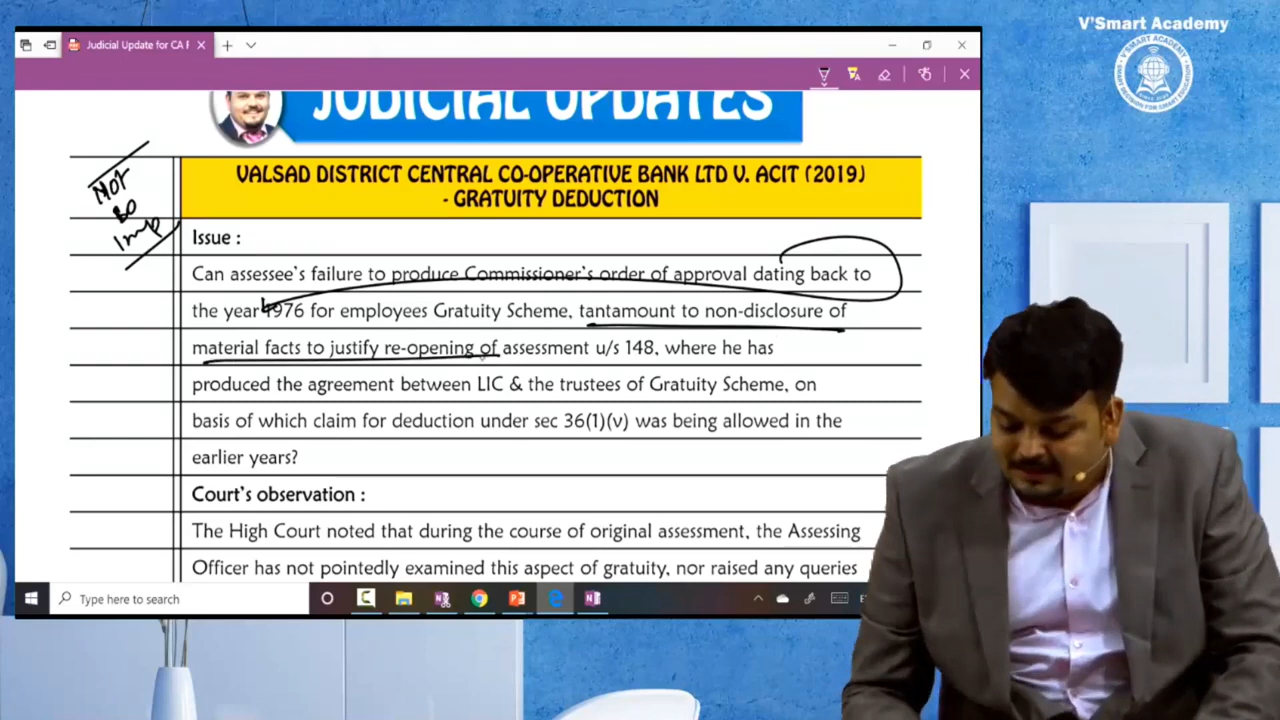 V'Smart Academy
Judicial Update for CA F
JUDICIAL UPDATES
Not
so
Imp
VALSAD DISTRICT CENTRAL CO-OPERATIVE BANK LTD V. ACIT (2019)
- GRATUITY DEDUCTION
Issue :
Can assessee's failure to produce Commissioner's order of approval dating back to
the year 1976 for employees Gratuity Scheme, tantamount to non-disclosure of
material facts to justify re-opening of assessment u/s 148, where he has
produced the agreement between LIC & the trustees of Gratuity Scheme, on
basis of which claim for deduction under sec 36(1)(v) was being allowed in the
earlier years?
Court's observation :
The High Court noted that during the course of original assessment, the Assessing
Officer has not pointedly examined this aspect of gratuity, nor raised any queries
Type here to search